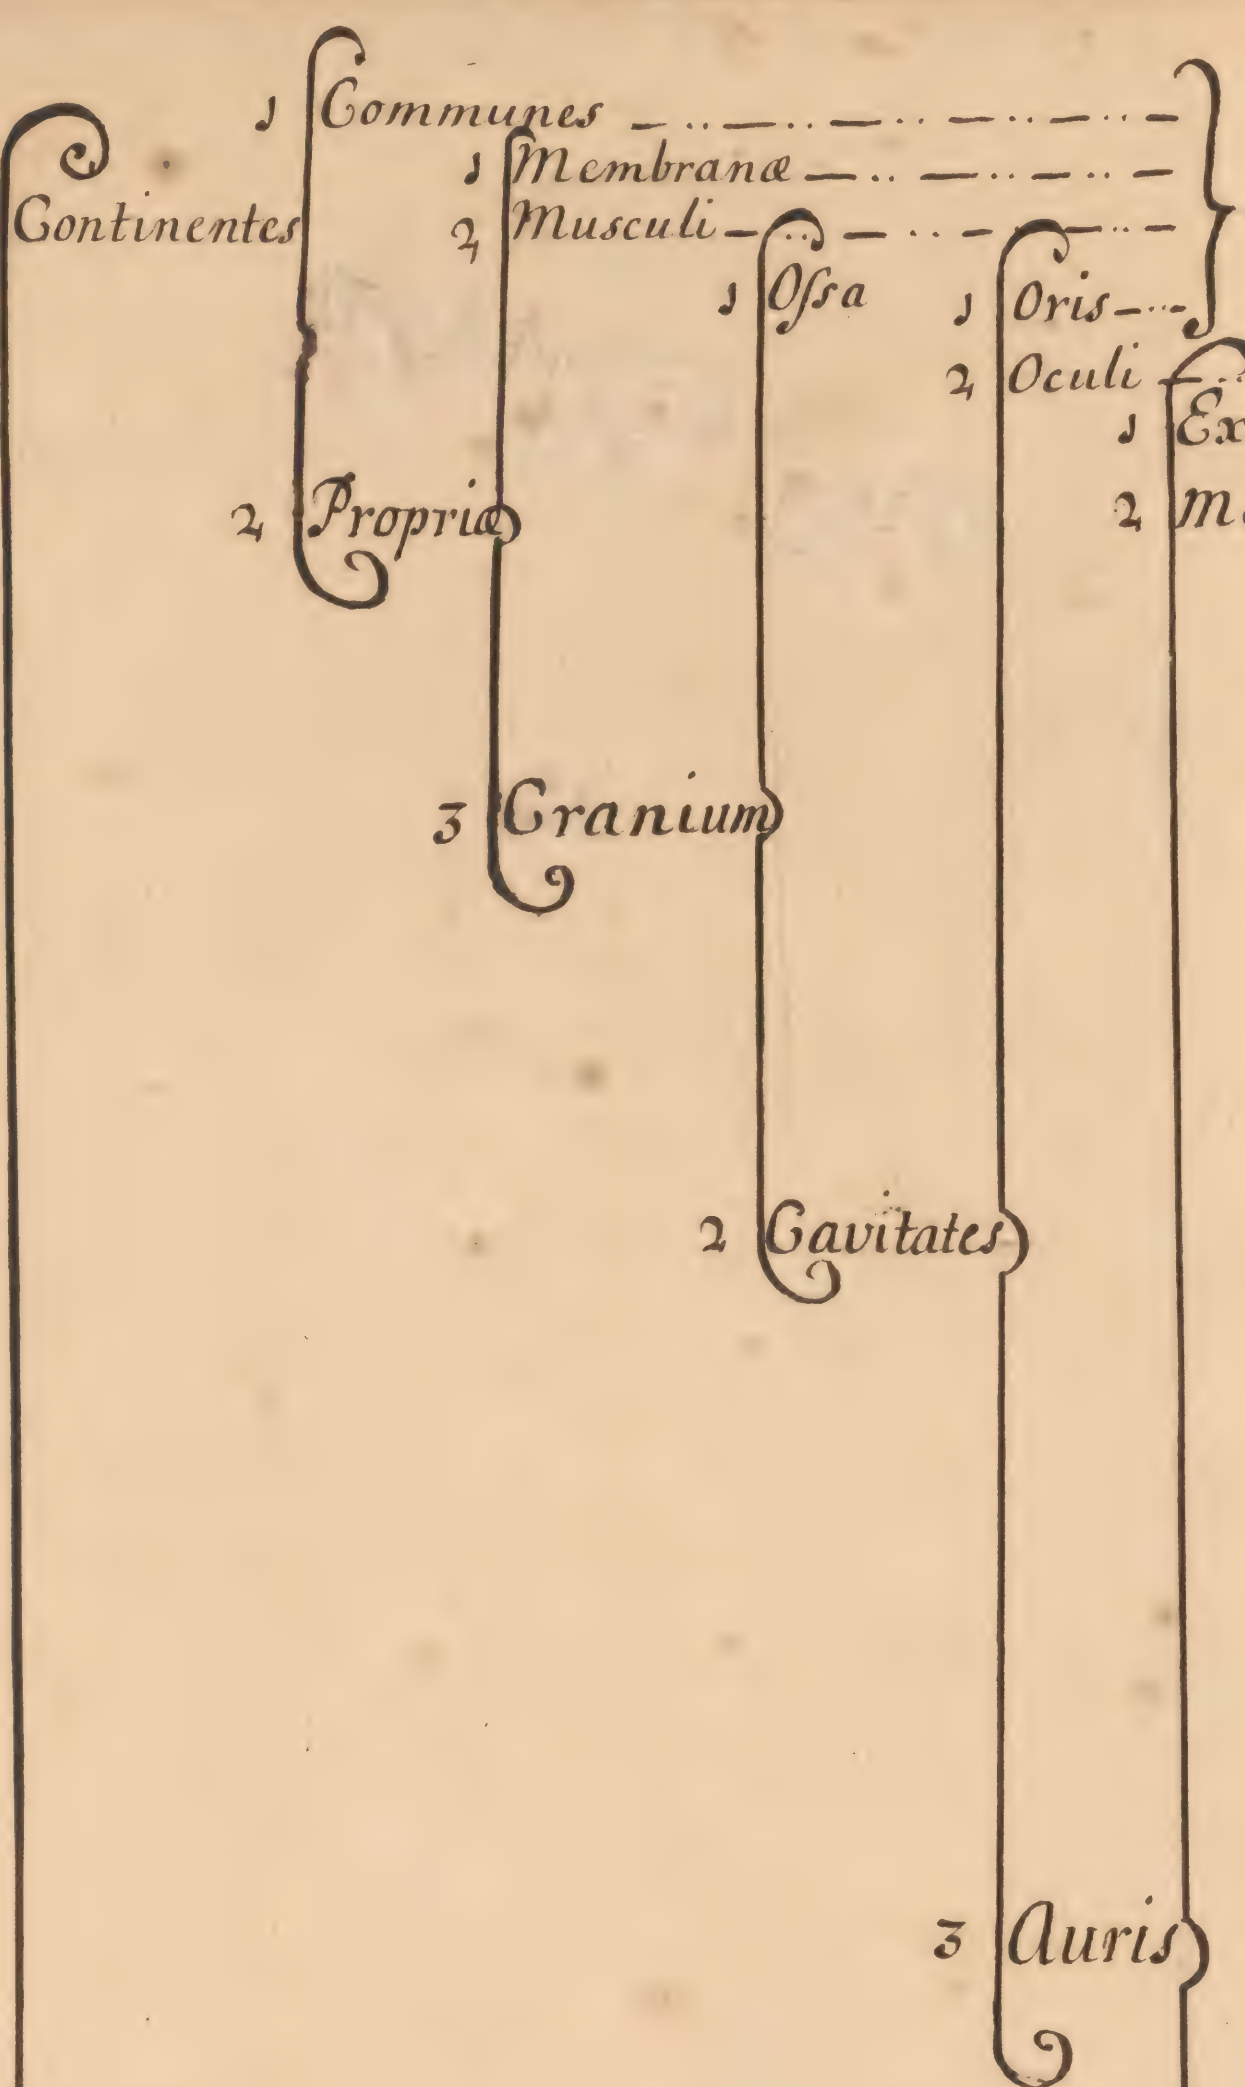 1 Communes
1 Membranæ
Continentes
2 Musculi
1 Oſsa
1 Oris
2 Oculi
1 Ex
2 Propriæ
2 M
3 Cranium
2 Cavitates
3 Auris